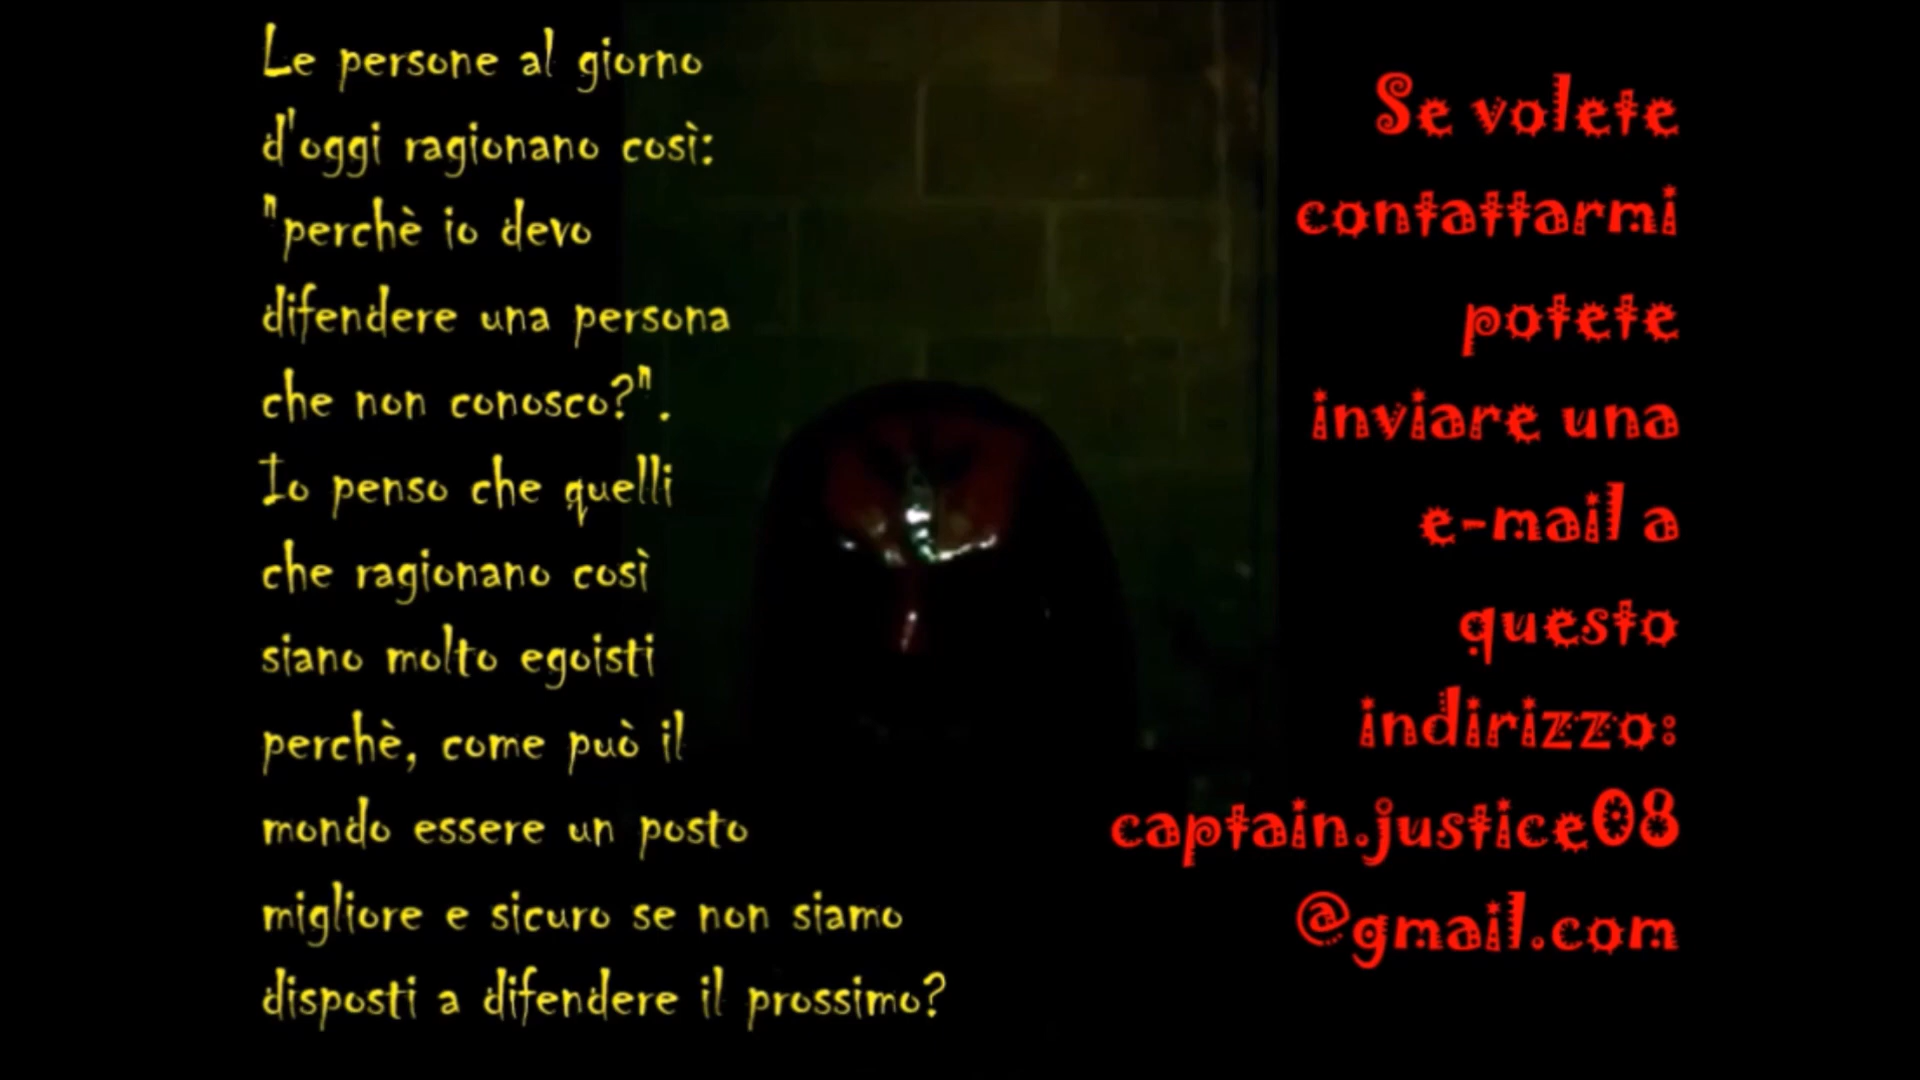 Le persone al giorno
d'oggi ragionano così:
"perchè io devo
difendere una persona
che non conosco?".
Io penso che quelli
che ragionano così
siano molto egoisti
perchè, come può il
mondo essere un posto
migliore e sicuro se non siamo
disposti a difendere il prossimo?
Se volete
contattarmi
potete
inviare una
e-mail a
questo
indirizzo:
captain.justice08
@gmail.com